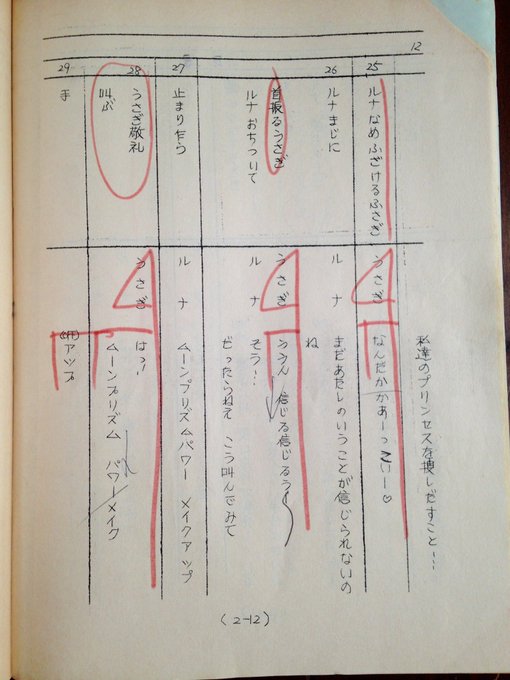 12
私達のプリンセスを捜しだすこと…
25
ルナなめ ふざけるうさぎ
うさぎ なんだかかあーっこいー♡
26
ルナまじに
ルナ まだあたしのいうことが信じられないの
ね
首振るうさぎ
うさぎ ううん 信じる信じるう
ルナおちついて
ルナ そう…
だったらねえ こう叫んでみて
27
止まり乍ら
ルナ ムーンプリズムパワー メイクアップ
28
うさぎ敬礼
うさぎ はっ!
叫ぶ
ムーンプリズム パワーメイク
29
手
アップ
(2-12)